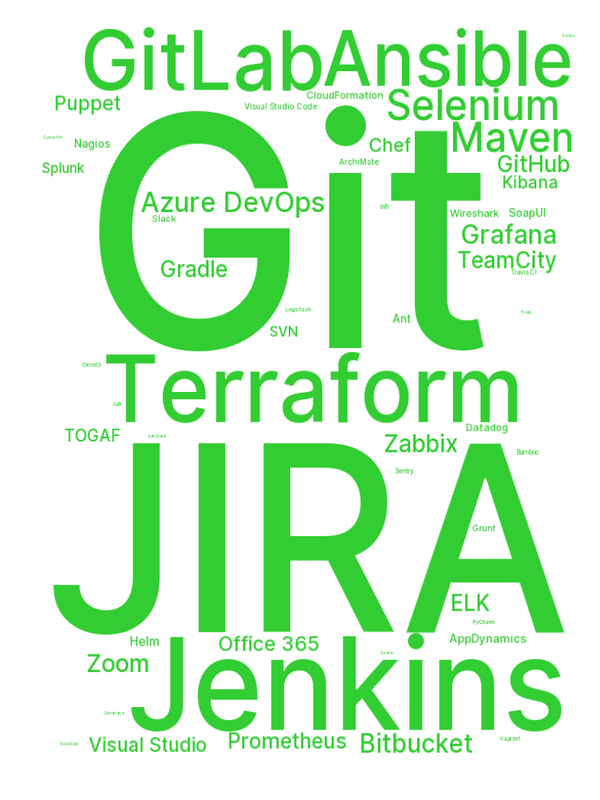 GitLab Ansible
CloudFormation
Puppet
Visual Studio Code
Selenium
Nagios
Chef
Maven
ArchiMate
GitHub
Splunk
Kibana
Git
Azure DevOps
ssh
Slack
Wireshark
SoapUI
Grafana
Gradle
TeamCity
TravisCI
Logstash
SVN
Ant
CircleCI
Terraform
curl
TOGAF
Datadog
Zabbix
Bamboo
Sentry
JIRA
Grunt
ELK
PyCharm
Helm
Office 365
AppDynamics
Zoom
Jenkins
Visual Studio
Prometheus
Bitbucket
Vagrant